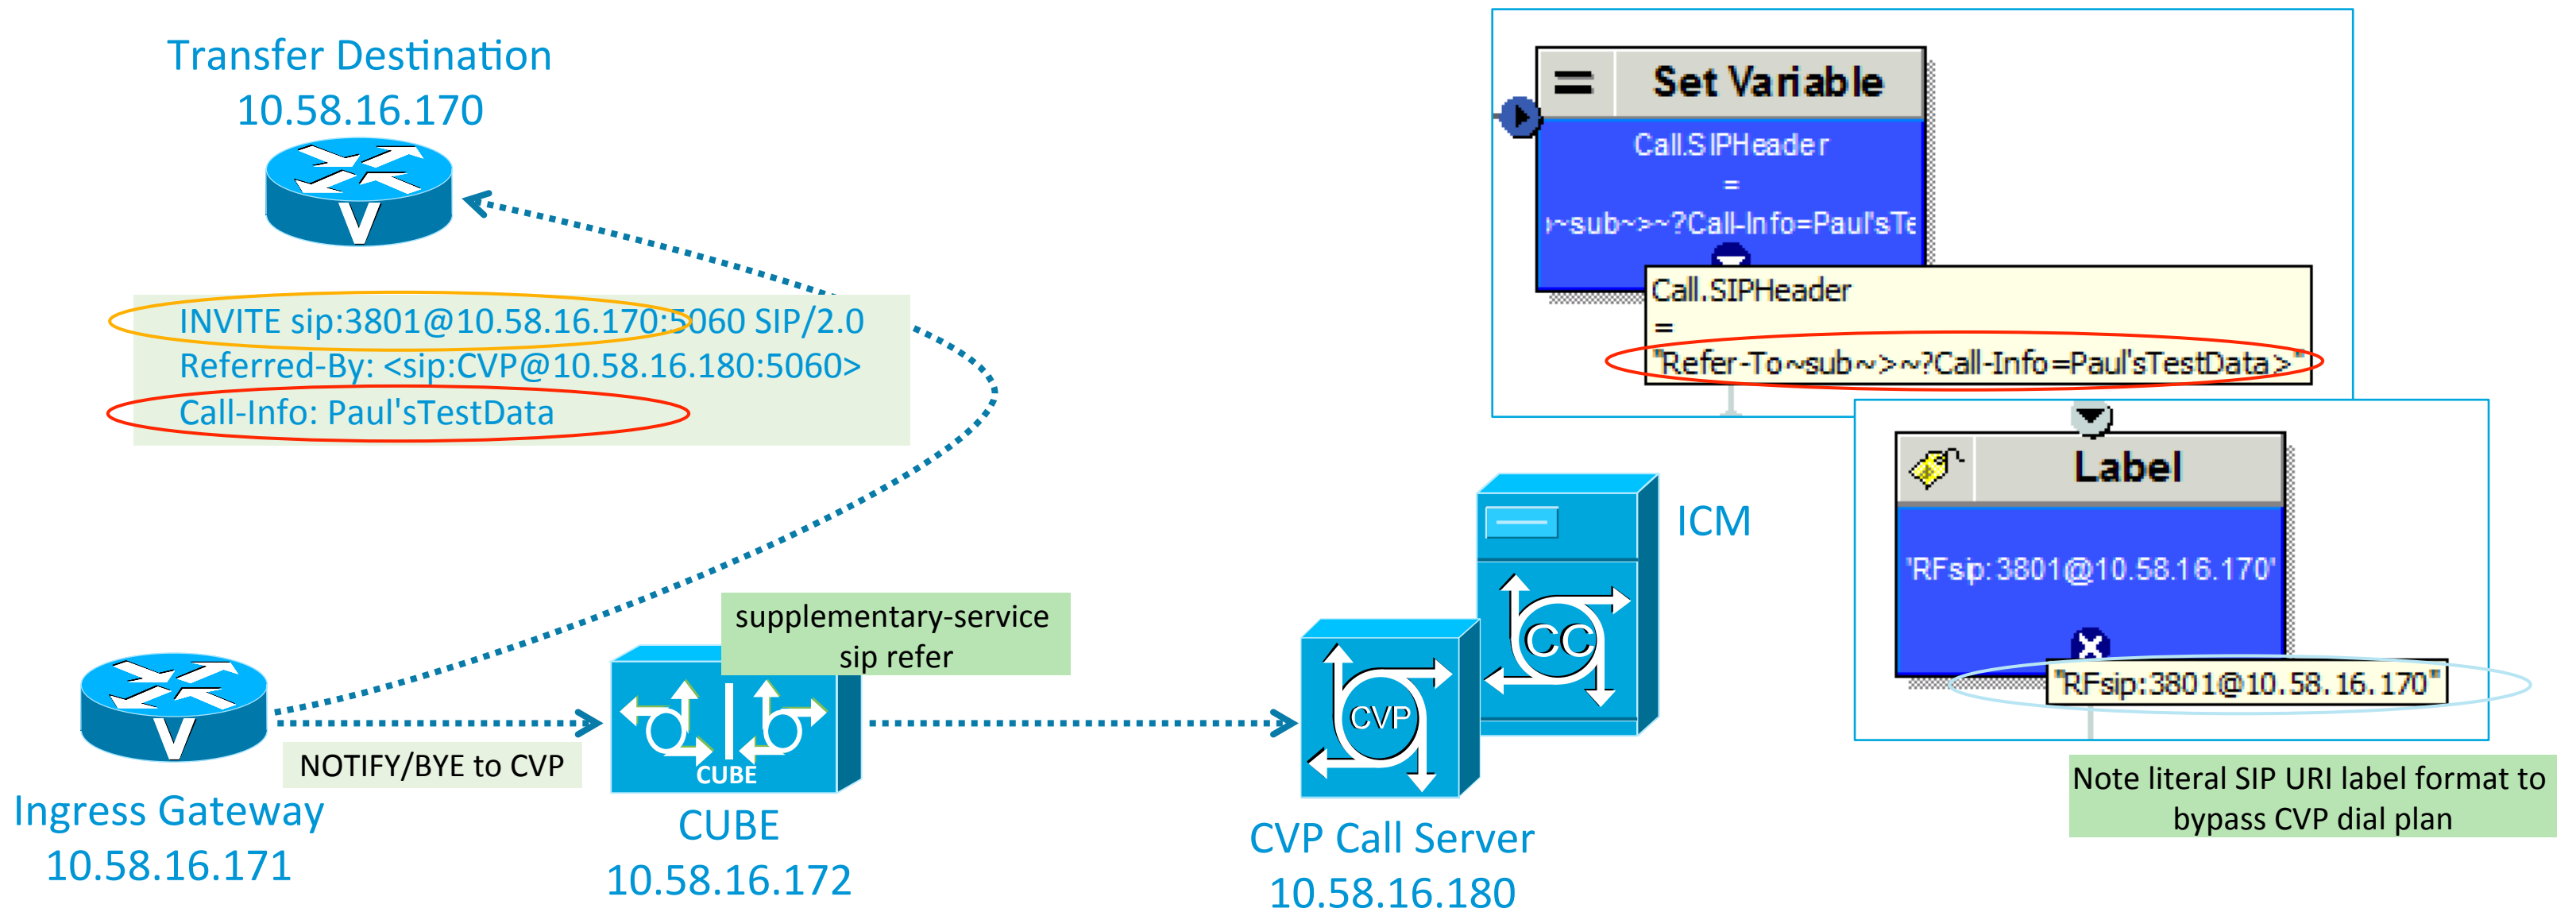 Transfer Destination
10.58.16.170
V
INVITE sip:3801@10.58.16.170:5060 SIP/2.0
Referred-By: <sip:CVP@10.58.16.180:5060>
Call-Info: Paul'sTestData
Set Variable
Call.SIPHeader
=
~sub~>~?Call-Info=Paul'sTe
Call.SIPHeader
=
"Refer-To~sub~>~?Call-Info=Paul'sTestData>"
Label
'RFsip:3801@10.58.16.170'
"RFsip:3801@10.58.16.170"
Note literal SIP URI label format to
bypass CVP dial plan
ICM
CC
CVP
CVP Call Server
10.58.16.180
supplementary-service
sip refer
CUBE
CUBE
10.58.16.172
NOTIFY/BYE to CVP
V
Ingress Gateway
10.58.16.171